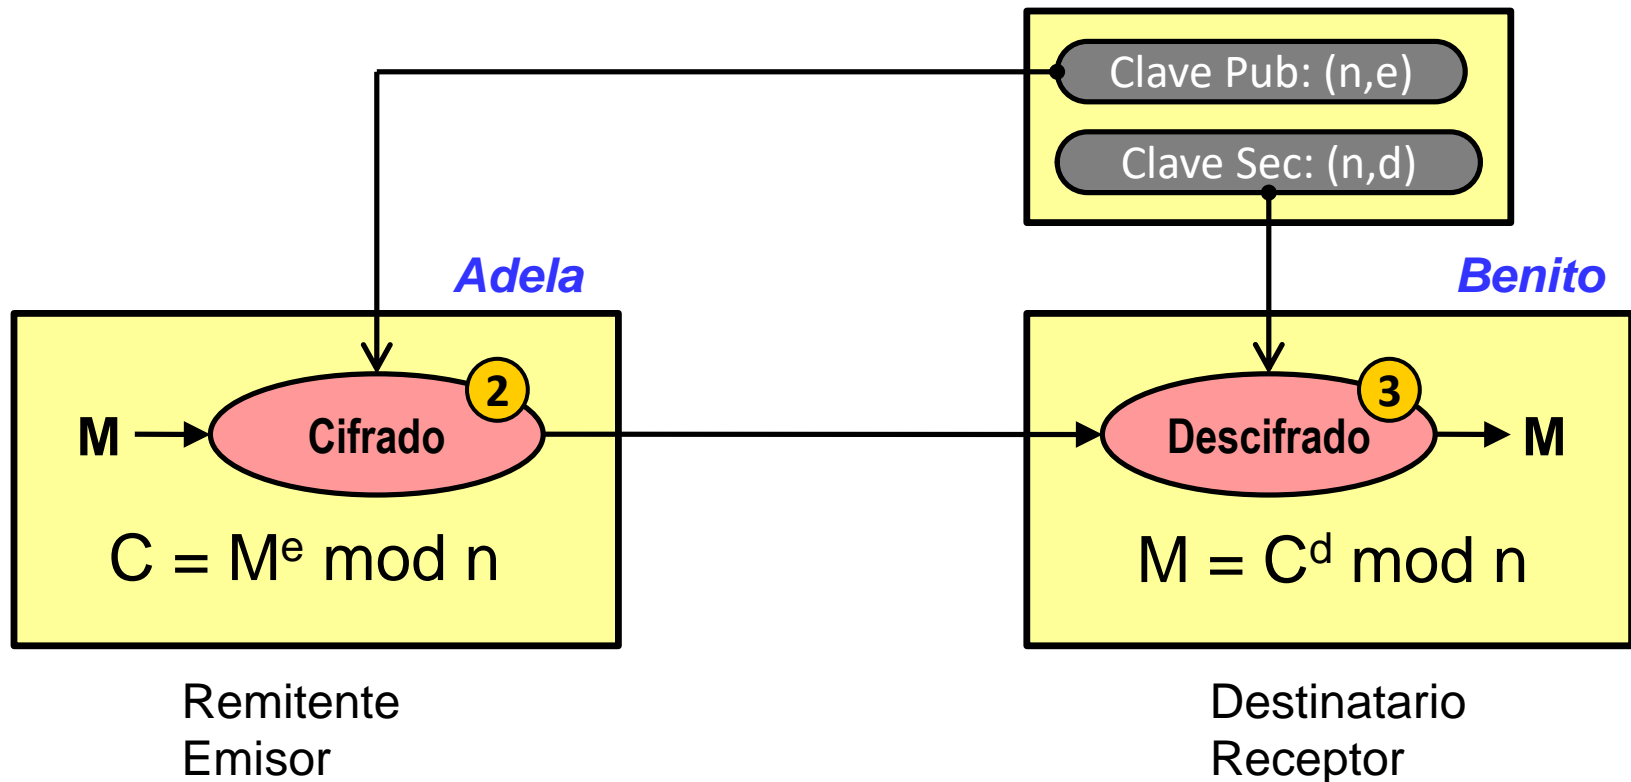 Clave Pub: (n,e)
Clave Sec: (n,d)
Adela
Benito
2
3
M
Cifrado
Descifrado
M
C = Mᵉ mod n
M = Cᵈ mod n
Remitente
Emisor
Destinatario
Receptor